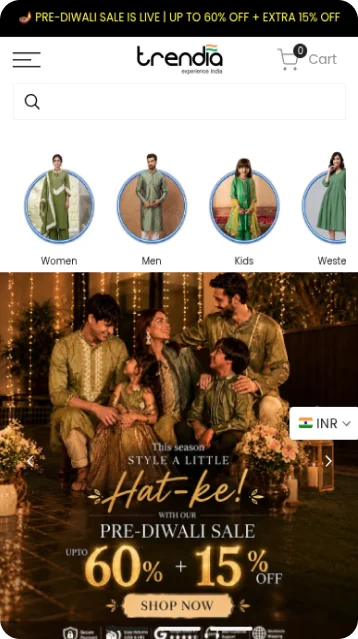 PRE-DIWALI SALE IS LIVE | UP TO 60% OFF + EXTRA 15% OFF
trendia
experience India
0
Cart
Women
Men
Kids
Weste
INR
This season
STYLE A LITTLE
Hat-ke!
WITH OUR
PRE-DIWALI SALE
UPTO 60% + 15% OFF
SHOP NOW